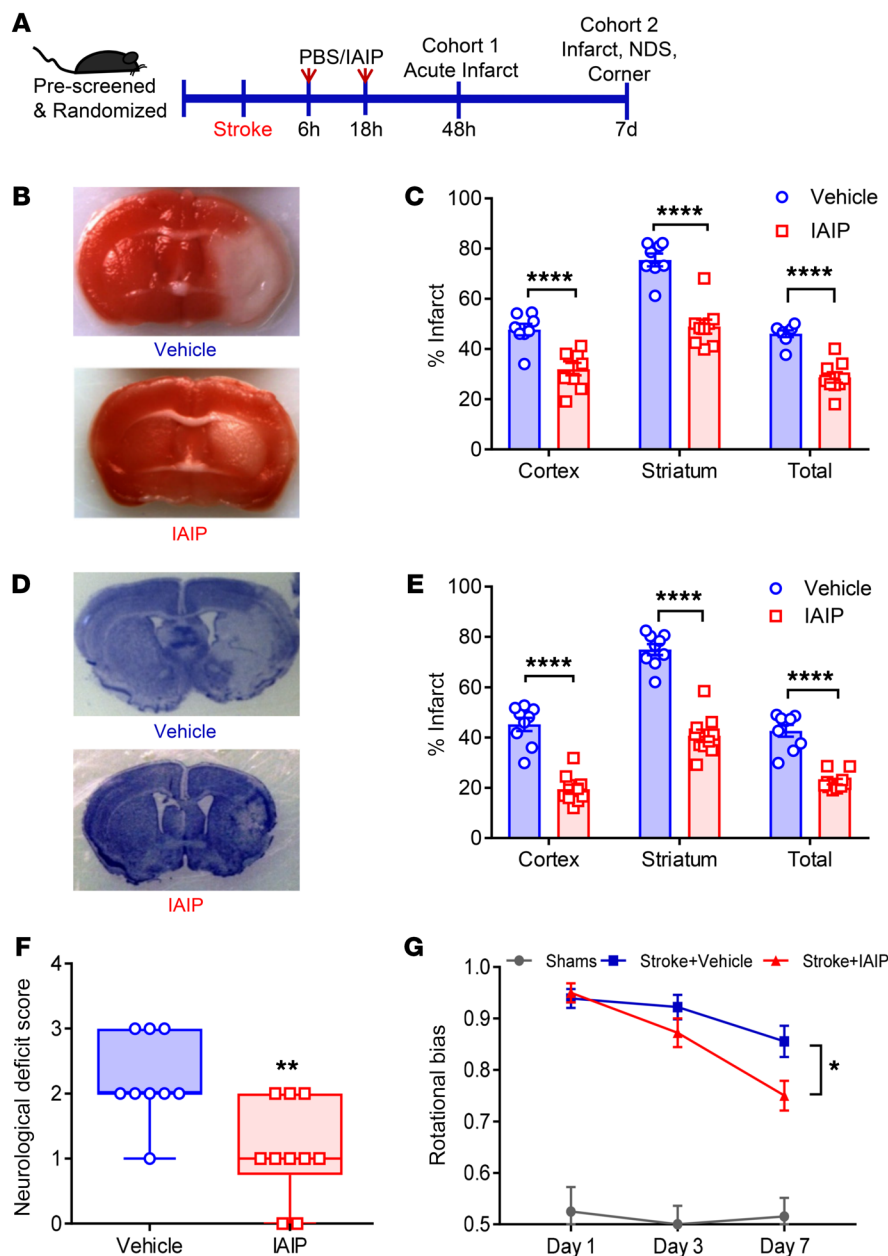 A
Pre-screened
& Randomized
PBS/IAIP
Cohort 1
Acute Infarct
Cohort 2
Infarct, NDS,
Corner
Stroke
6h
18h
48h
7d
B
Vehicle
IAIP
C
Vehicle
IAIP
% Infarct
100
80
60
40
20
0
****
****
****
Cortex
Striatum
Total
D
Vehicle
IAIP
E
Vehicle
IAIP
% Infarct
100
80
60
40
20
0
****
****
****
Cortex
Striatum
Total
F
Neurological deficit score
4
3
2
1
0
**
Vehicle
IAIP
G
Shams
Stroke+Vehicle
Stroke+IAIP
Rotational bias
1.0
0.9
0.8
0.7
0.6
0.5
*
Day 1
Day 3
Day 7